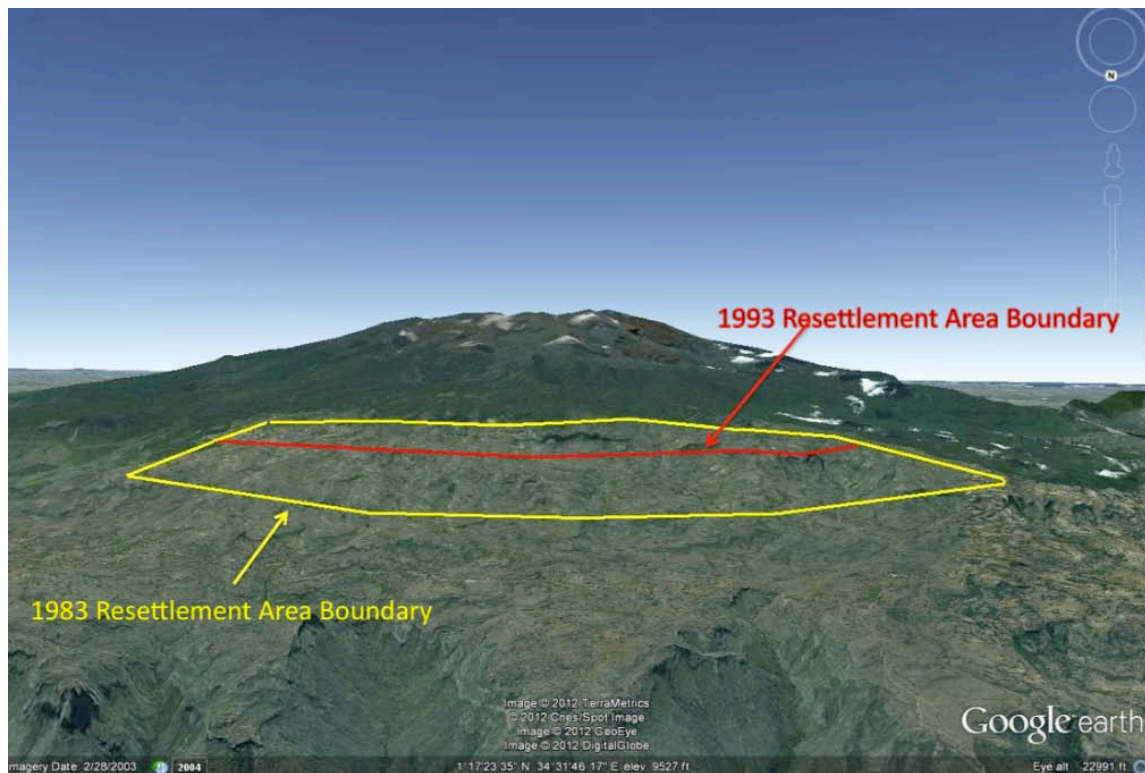 N
1993 Resettlement Area Boundary
1983 Resettlement Area Boundary
Image © 2012 TerraMetrics
© 2012 Cnes/Spot Image
Image © 2012 GeoEye
Image © 2012 DigitalGlobe
Google earth
magery Date: 2/28/2003 2004 1°17'23.35" N 34°31'46.17" E elev 9527 ft Eye alt 22991 ft